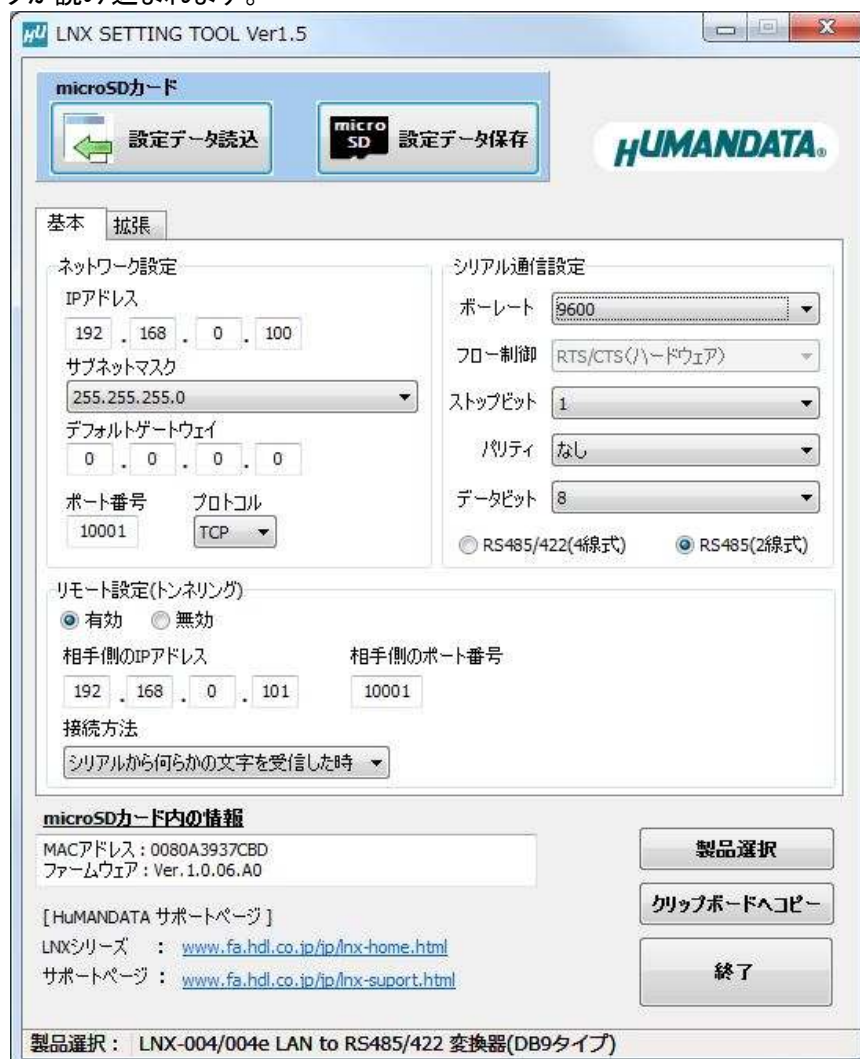 タが読み込まれます。
HU LNX SETTING TOOL Ver1.5
microSDカード
設定データ読込
micro SD 設定データ保存
HUMANDATA®
基本 拡張
ネットワーク設定
IPアドレス
192 . 168 . 0 . 100
サブネットマスク
255.255.255.0
デフォルトゲートウェイ
0 . 0 . 0 . 0
ポート番号 プロトコル
10001 TCP
シリアル通信設定
ボーレート 9600
フロー制御 RTS/CTS(ハードウェア)
ストップビット 1
パリティ なし
データビット 8
RS485/422(4線式) RS485(2線式)
リモート設定(トンネリング)
有効 無効
相手側のIPアドレス 相手側のポート番号
192 . 168 . 0 . 101 10001
接続方法
シリアルから何らかの文字を受信した時
microSDカード内の情報
MACアドレス : 0080A3937CBD
ファームウェア : Ver.1.0.06.A0
[ HuMANDATA サポートページ ]
LNXシリーズ : www.fa.hdl.co.jp/jp/lnx-home.html
サポートページ : www.fa.hdl.co.jp/jp/lnx-suport.html
製品選択
クリップボードへコピー
終了
製品選択 : LNX-004/004e LAN to RS485/422 変換器(DB9タイプ)